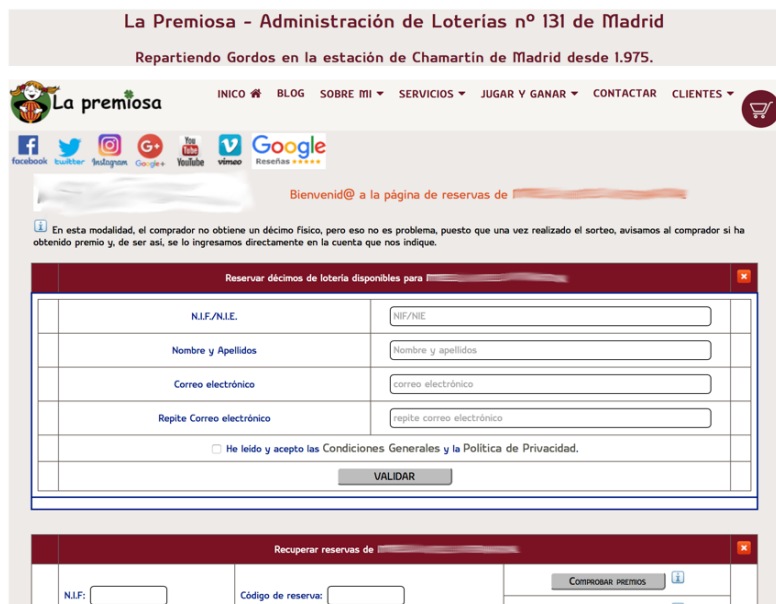 La Premiosa - Administración de Loterías nº 131 de Madrid
Repartiendo Gordos en la estación de Chamartín de Madrid desde 1.975.
La premiosa
INICO BLOG SOBRE MI SERVICIOS JUGAR Y GANAR CONTACTAR CLIENTES
facebook twitter Instagram Google+ YouTube vimeo Google Reseñas
Bienvenid@ a la página de reservas de
En esta modalidad, el comprador no obtiene un décimo físico, pero eso no es problema, puesto que una vez realizado el sorteo, avisamos al comprador si ha
obtenido premio y, de ser así, se lo ingresamos directamente en la cuenta que nos indique.
Reservar décimos de lotería disponibles para
N.I.F./N.I.E. NIF/NIE
Nombre y Apellidos Nombre y apellidos
Correo electrónico correo electrónico
Repite Correo electrónico repite correo electrónico
He leido y acepto las Condiciones Generales y la Política de Privacidad.
VALIDAR
Recuperar reservas de
Comprobar premios
N.I.F: Código de reserva: